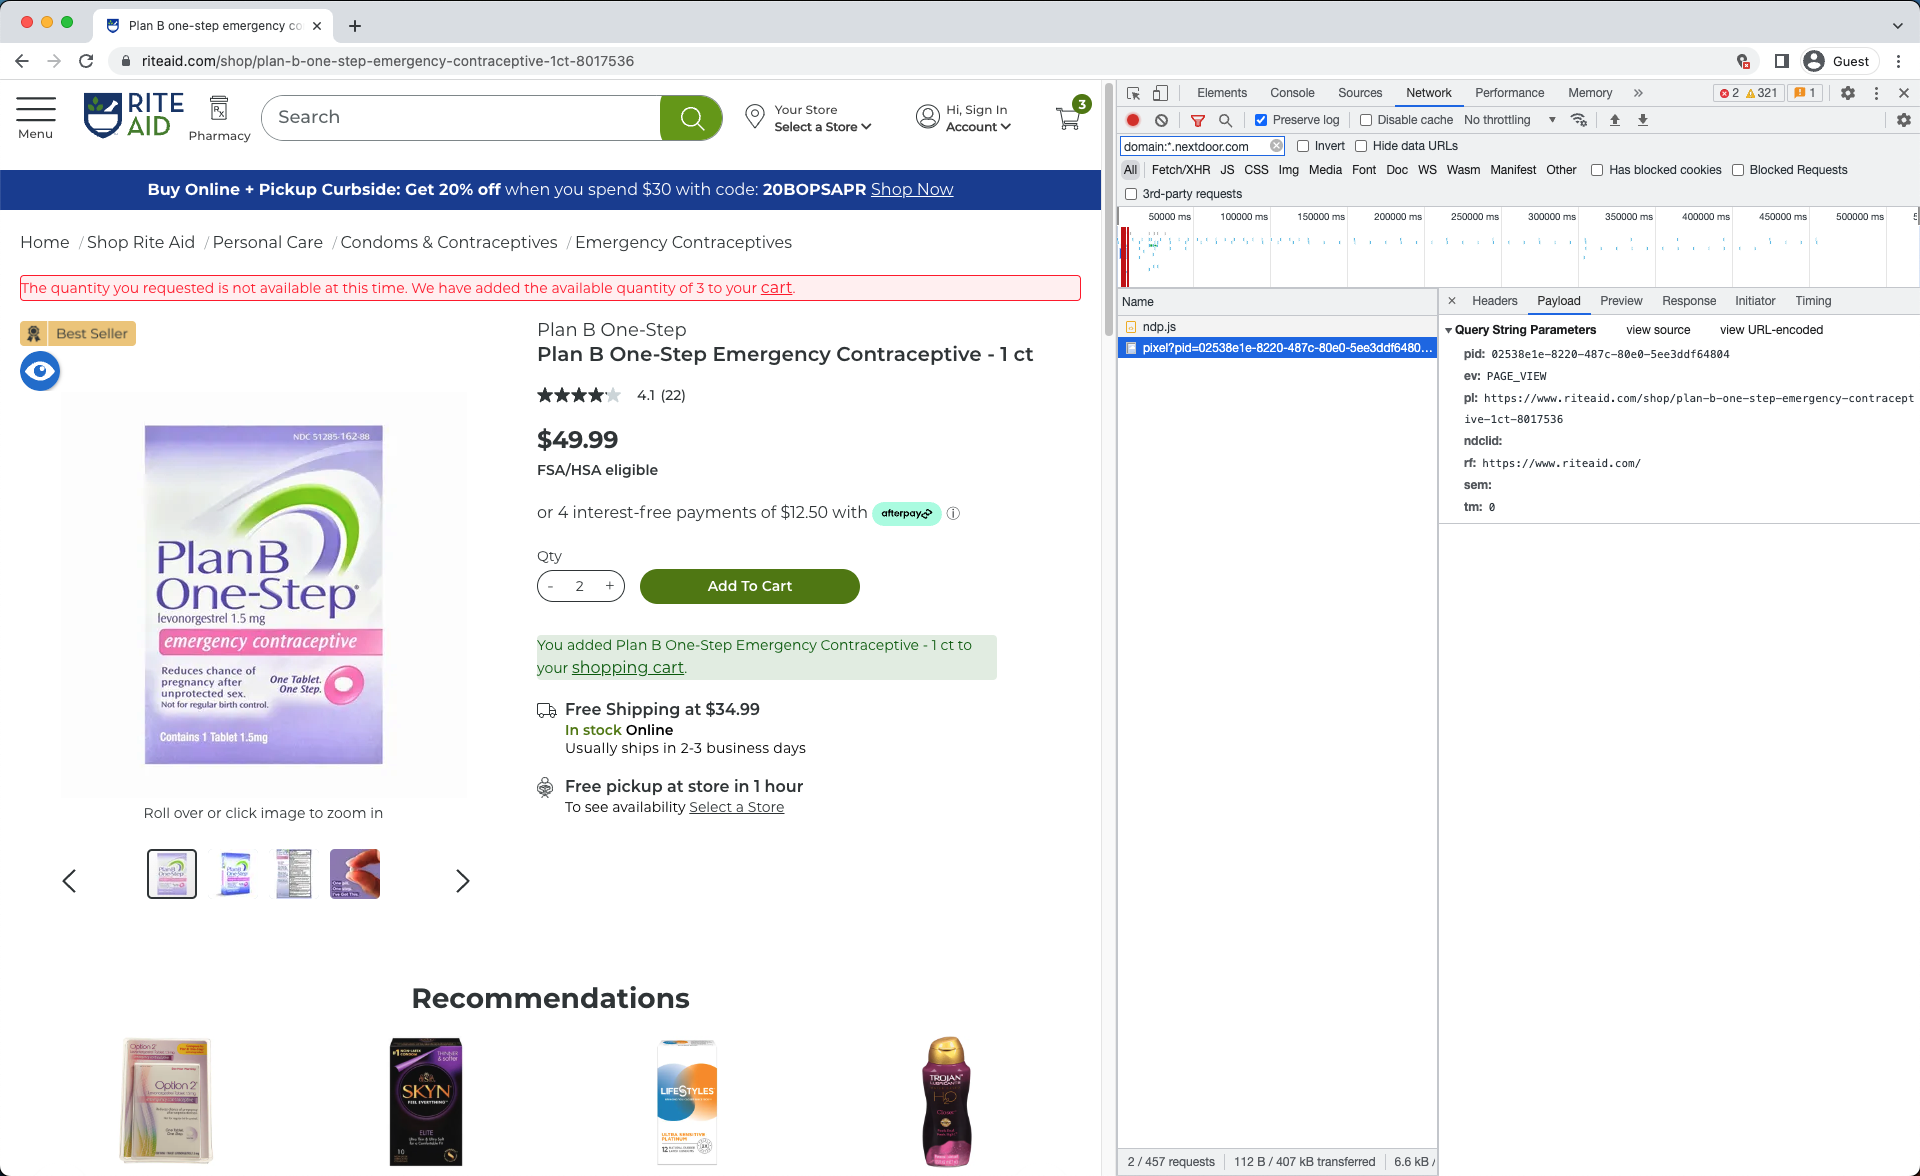 Plan B one-step emergency co
riteaid.com/shop/plan-b-one-step-emergency-contraceptive-1ct-8017536
Guest
Menu
RITE
AID
Pharmacy
Search
Your Store
Select a Store
Hi, Sign In
Account
3
Buy Online + Pickup Curbside: Get 20% off when you spend $30 with code: 20BOPSAPR Shop Now
Home / Shop Rite Aid / Personal Care / Condoms & Contraceptives / Emergency Contraceptives
The quantity you requested is not available at this time. We have added the available quantity of 3 to your cart.
Best Seller
NDC 51285-162-88
Plan B
One-Step
levonorgestrel 1.5 mg
emergency contraceptive
Reduces chance of
pregnancy after
unprotected sex.
Not for regular birth control.
One Tablet.
One Step.
Contains 1 Tablet 1.5mg
Roll over or click image to zoom in
Plan B One-Step
Plan B One-Step Emergency Contraceptive - 1 ct
4.1 (22)
$49.99
FSA/HSA eligible
or 4 interest-free payments of $12.50 with afterpay
Qty
- 2 +
Add To Cart
You added Plan B One-Step Emergency Contraceptive - 1 ct to
your shopping cart.
Free Shipping at $34.99
In stock Online
Usually ships in 2-3 business days
Free pickup at store in 1 hour
To see availability Select a Store
Recommendations
Option 2
Option 2
THINNER
& softer
SKYN
FEEL EVERYTHING
ELITE
10
LIFESTYLES
ULTRA SENSITIVE
PLATINUM
12
TROJAN
LUBRICANTS
H2O
Closer
Elements Console Sources Network Performance Memory »
2 321 1
Preserve log Disable cache No throttling
domain:*.nextdoor.com
Invert Hide data URLs
All Fetch/XHR JS CSS Img Media Font Doc WS Wasm Manifest Other Has blocked cookies Blocked Requests
3rd-party requests
50000 ms 100000 ms 150000 ms 200000 ms 250000 ms 300000 ms 350000 ms 400000 ms 450000 ms 500000 ms
Name
ndp.js
pixel?pid=02538e1e-8220-487c-80e0-5ee3ddf6480…
Headers Payload Preview Response Initiator Timing
Query String Parameters view source view URL-encoded
pid: 02538e1e-8220-487c-80e0-5ee3ddf64804
ev: PAGE_VIEW
pl: https://www.riteaid.com/shop/plan-b-one-step-emergency-contracept
ive-1ct-8017536
ndclid:
rf: https://www.riteaid.com/
sem:
tm: 0
2 / 457 requests 112 B / 407 kB transferred 6.6 kB /